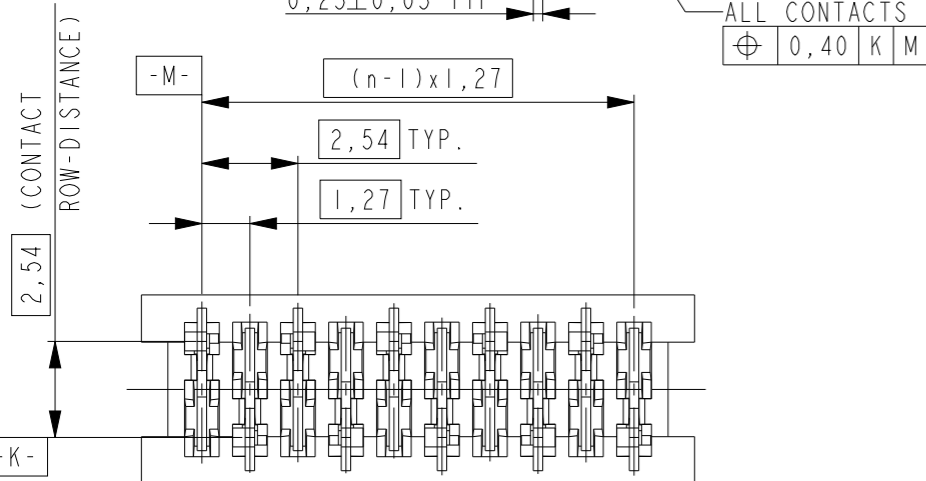 0,25±0,05 TYP
ALL CONTACTS
⌖ 0,40 K M
-M-
(n-1)x1,27
2,54 TYP.
1,27 TYP.
2,54 (CONTACT
ROW-DISTANCE)
-K-